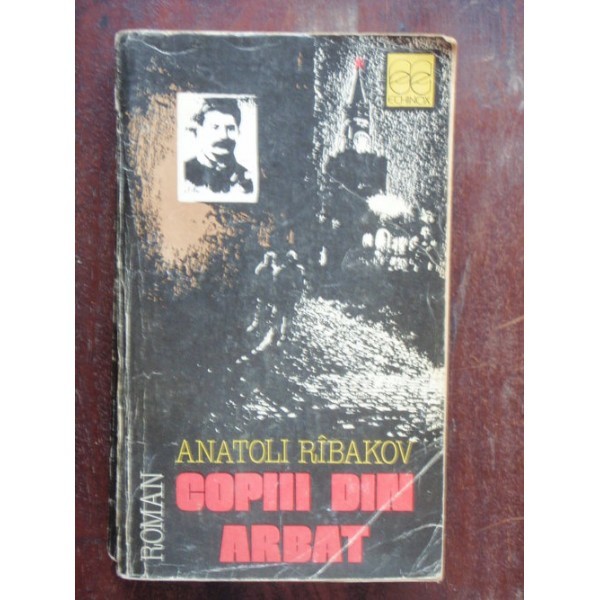 ECHINOX
ANATOLI RÎBAKOV
COPIII DIN
ARBAT
ROMAN